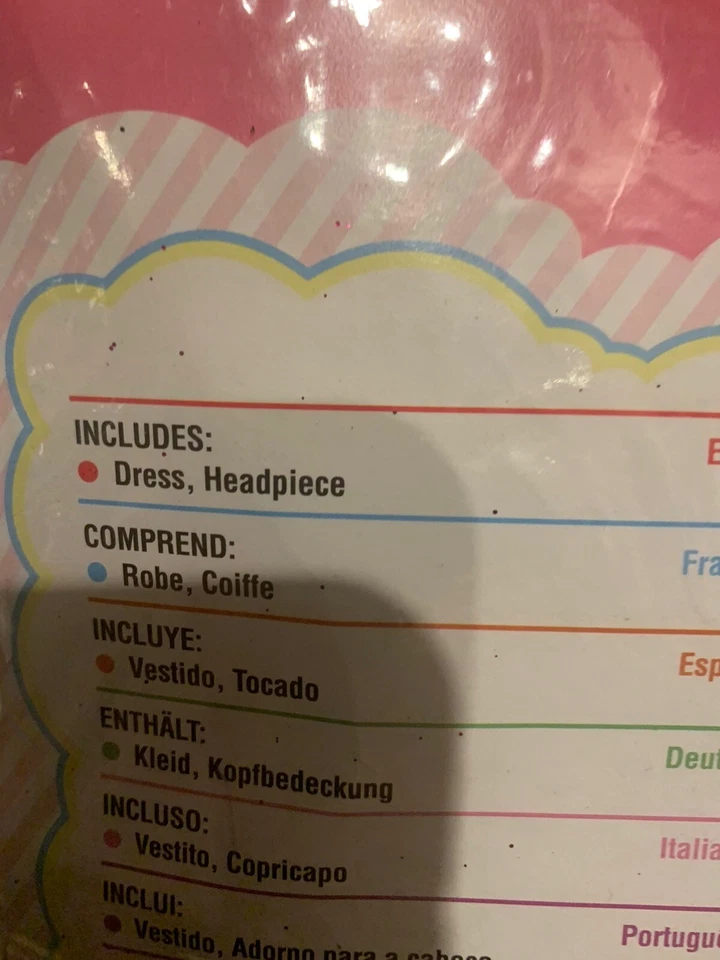 INCLUDES:
Dress, Headpiece
E
COMPREND:
Robe, Coiffe
Fra
INCLUYE:
Vestido, Tocado
Esp
ENTHÄLT:
Kleid, Kopfbedeckung
Deut
INCLUSO:
Vestito, Copricapo
Italia
INCLUI:
Vestido, Adorno para a cabeça
Portugu